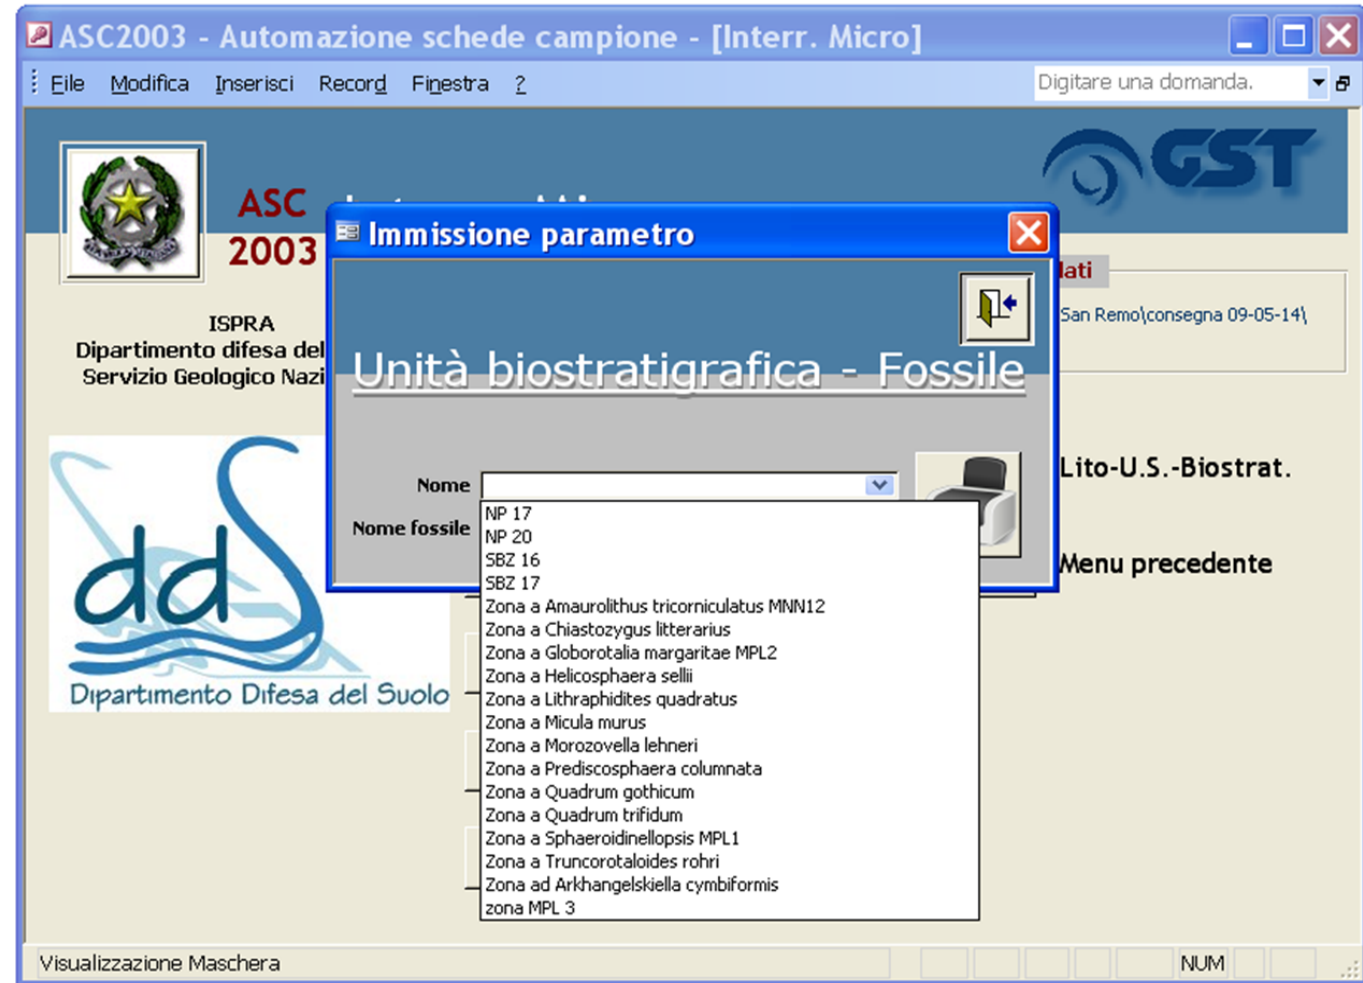 ASC2003 - Automazione schede campione - [Interr. Micro]
File Modifica Inserisci Record Finestra ?
Digitare una domanda.
GST
ASC
2003
Immissione parametro
lati
San Remo\consegna 09-05-14\
ISPRA
Dipartimento difesa del
Servizio Geologico Nazi
Unità biostratigrafica - Fossile
Lito-U.S.-Biostrat.
Nome
Nome fossile
NP 17
NP 20
SBZ 16
SBZ 17
Zona a Amaurolithus tricorniculatus MNN12
Zona a Chiastozygus litterarius
Zona a Globorotalia margaritae MPL2
Zona a Helicosphaera sellii
Zona a Lithraphidites quadratus
Zona a Micula murus
Zona a Morozovella lehneri
Zona a Prediscosphaera columnata
Zona a Quadrum gothicum
Zona a Quadrum trifidum
Zona a Sphaeroidinellopsis MPL1
Zona a Truncorotaloides rohri
Zona ad Arkhangelskiella cymbiformis
zona MPL 3
Menu precedente
ddS
Dipartimento Difesa del Suolo
Visualizzazione Maschera
NUM